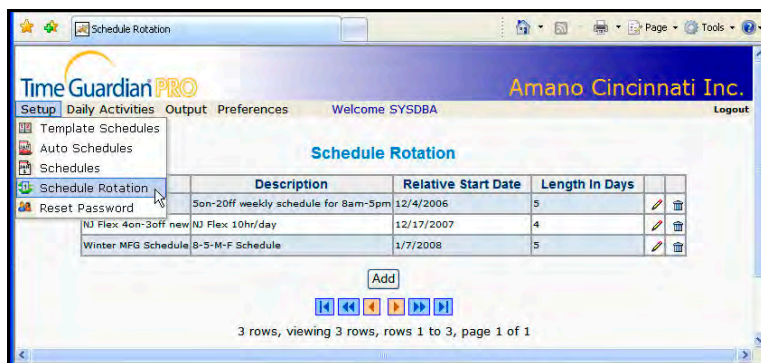 Schedule Rotation
Page
Tools
Time Guardian PRO
Amano Cincinnati Inc.
Setup Daily Activities Output Preferences Welcome SYSDBA Logout
Template Schedules
Auto Schedules
Schedules
Schedule Rotation
Reset Password
Schedule Rotation
Description Relative Start Date Length In Days
5on-2off weekly schedule for 8am-5pm 12/4/2006 5
NJ Flex 4on-3off new NJ Flex 10hr/day 12/17/2007 4
Winter MFG Schedule 8-5-M-F Schedule 1/7/2008 5
Add
3 rows, viewing 3 rows, rows 1 to 3, page 1 of 1